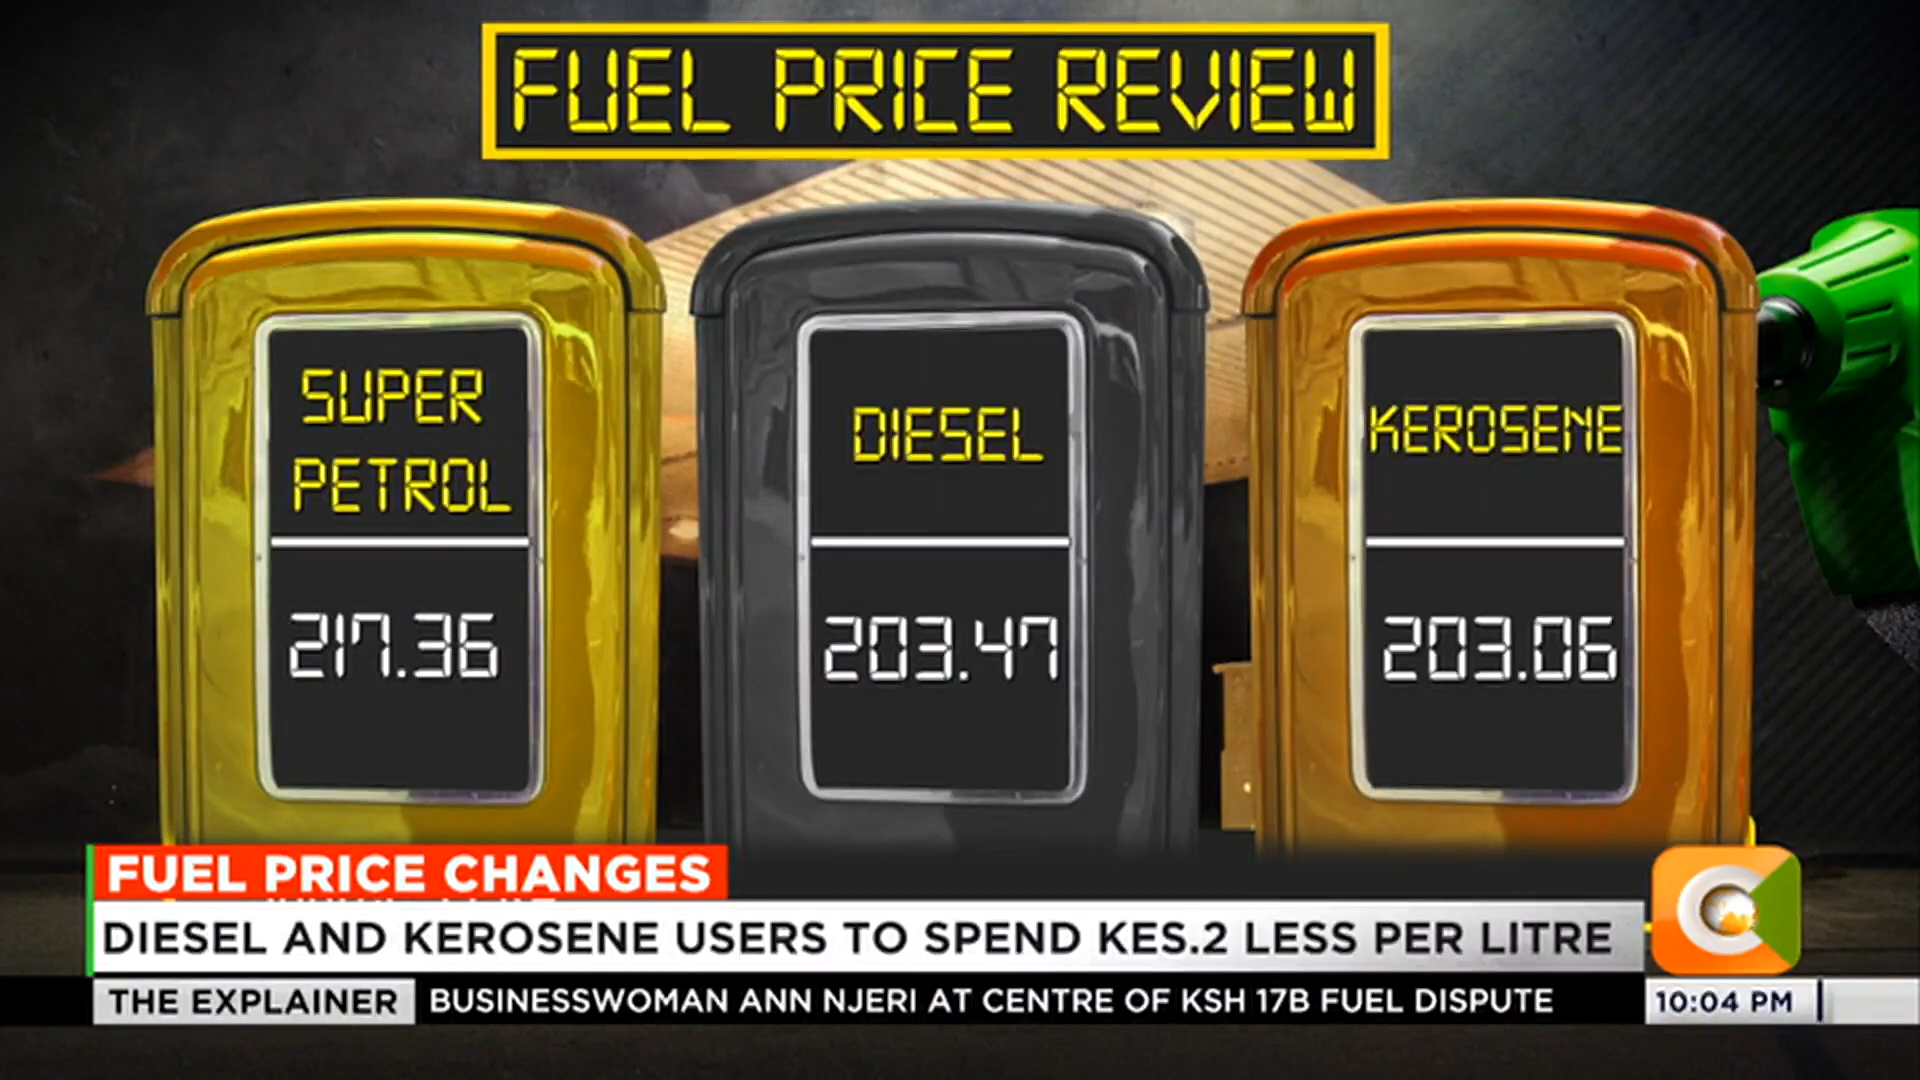 FUEL PRICE REVIEW
SUPER
PETROL
217.36
DIESEL
203.47
KEROSENE
203.06
FUEL PRICE CHANGES
DIESEL AND KEROSENE USERS TO SPEND KES.2 LESS PER LITRE
THE EXPLAINER
BUSINESSWOMAN ANN NJERI AT CENTRE OF KSH 17B FUEL DISPUTE
10:04 PM